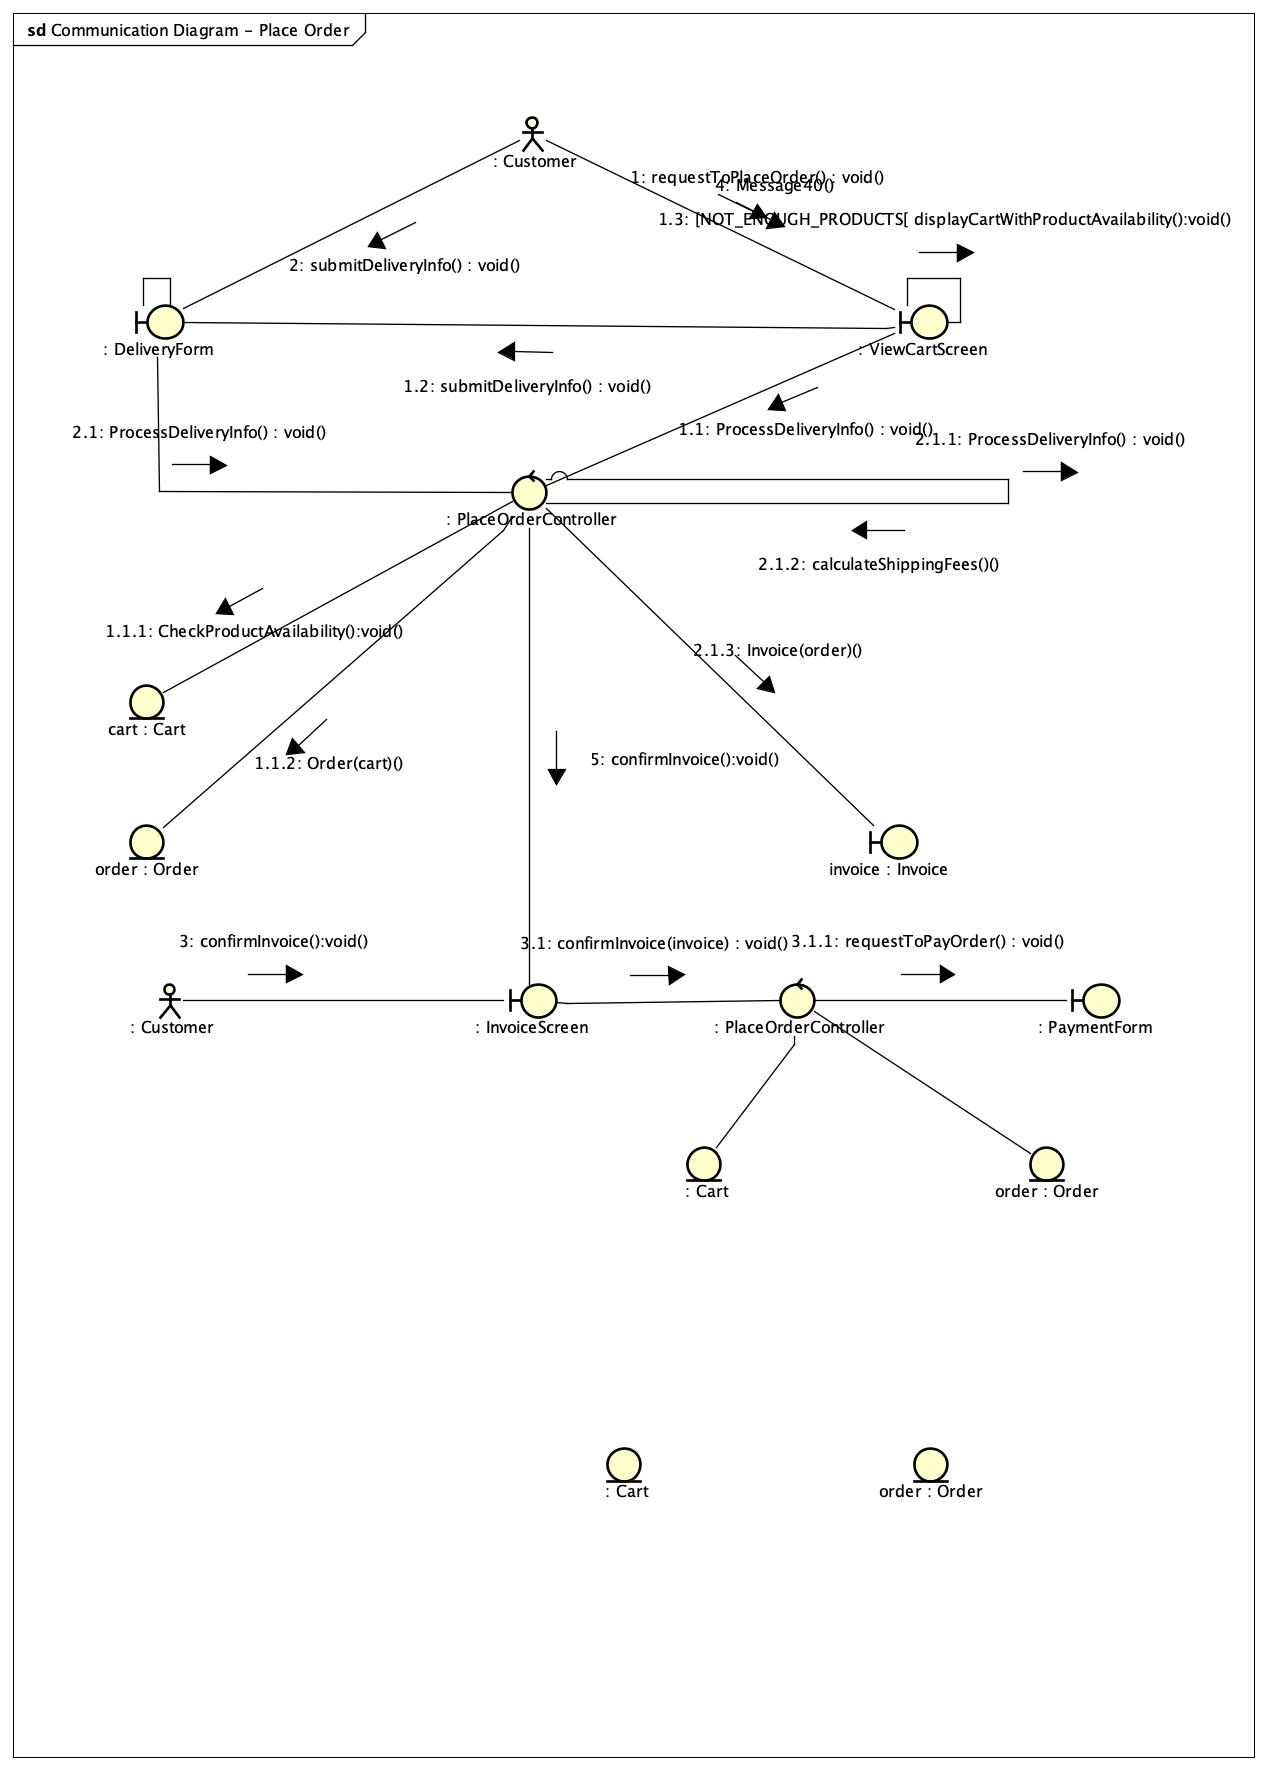 sd Communication Diagram - Place Order
: Customer
1: requestToPlaceOrder() : void()
4: Message40()
1.3: [NOT_ENOUGH_PRODUCTS[ displayCartWithProductAvailability():void()
2: submitDeliveryInfo() : void()
: DeliveryForm
: ViewCartScreen
1.2: submitDeliveryInfo() : void()
2.1: ProcessDeliveryInfo() : void()
1.1: ProcessDeliveryInfo() : void()
2.1.1: ProcessDeliveryInfo() : void()
: PlaceOrderController
2.1.2: calculateShippingFees()()
1.1.1: CheckProductAvailability():void()
2.1.3: Invoice(order)()
cart : Cart
1.1.2: Order(cart)()
5: confirmInvoice():void()
order : Order
invoice : Invoice
3: confirmInvoice():void()
3.1: confirmInvoice(invoice) : void()
3.1.1: requestToPayOrder() : void()
: Customer
: InvoiceScreen
: PlaceOrderController
: PaymentForm
: Cart
order : Order
: Cart
order : Order